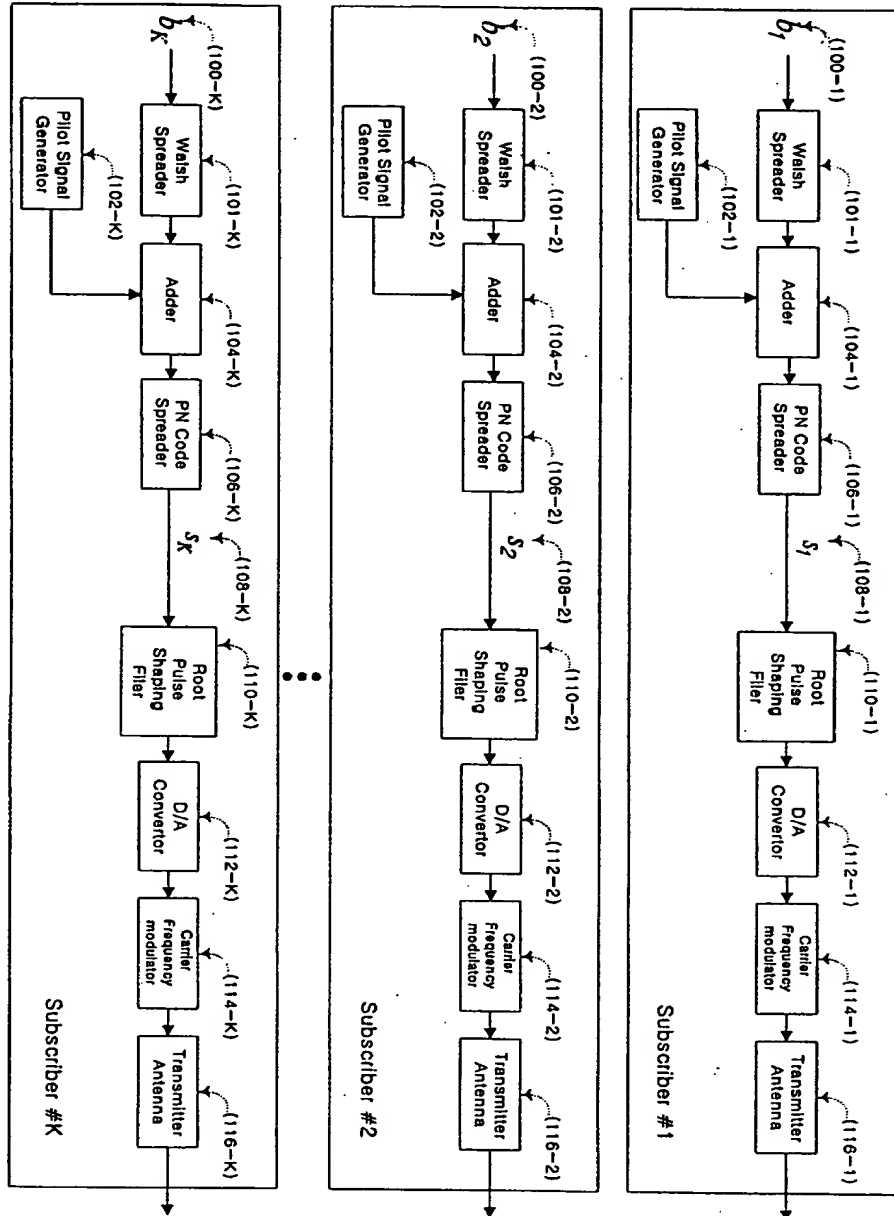 (100-1)
b1
(101-1)
Walsh
Spreader
(102-1)
Pilot Signal
Generator
(104-1)
Adder
(106-1)
PN Code
Spreader
(108-1)
s1
(110-1)
Root
Pulse
Shaping
Filer
(112-1)
D/A
Convertor
(114-1)
Carrier
Frequency
modulator
(116-1)
Transmitter
Antenna
Subscriber #1
(100-2)
b2
(101-2)
Walsh
Spreader
(102-2)
Pilot Signal
Generator
(104-2)
Adder
(106-2)
PN Code
Spreader
(108-2)
s2
(110-2)
Root
Pulse
Shaping
Filer
(112-2)
D/A
Convertor
(114-2)
Carrier
Frequency
modulator
(116-2)
Transmitter
Antenna
Subscriber #2
(100-K)
bK
(101-K)
Walsh
Spreader
(102-K)
Pilot Signal
Generator
(104-K)
Adder
(106-K)
PN Code
Spreader
(108-K)
sK
(110-K)
Root
Pulse
Shaping
Filer
(112-K)
D/A
Convertor
(114-K)
Carrier
Frequency
modulator
(116-K)
Transmitter
Antenna
Subscriber #K